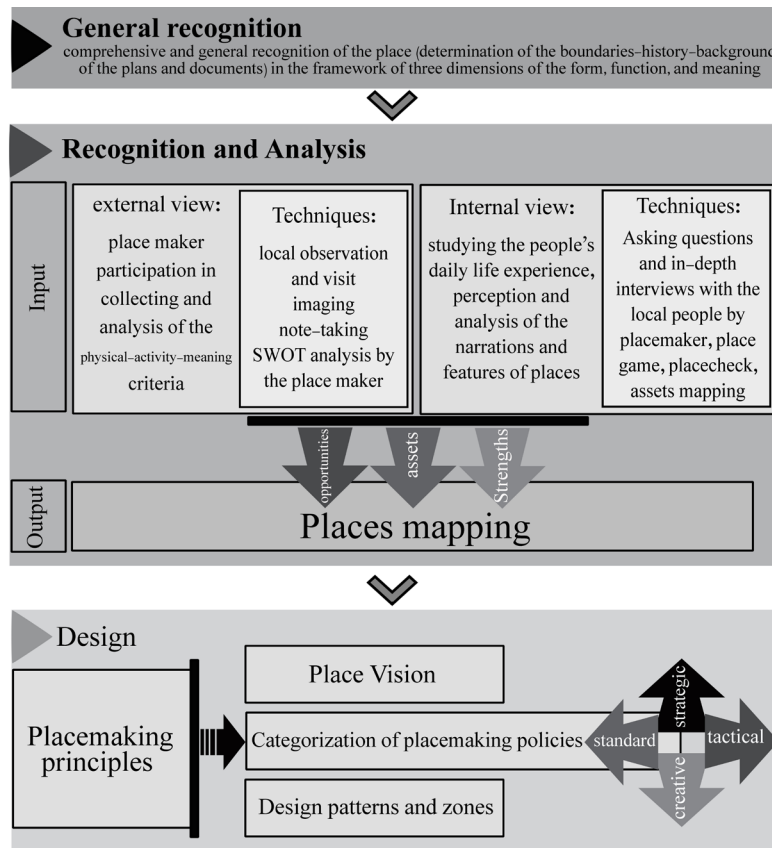 General recognition
comprehensive and general recognition of the place (determination of the boundaries-history-background
of the plans and documents) in the framework of three dimensions of the form, function, and meaning
Recognition and Analysis
Input
external view:
place maker
participation in
collecting and
analysis of the
physical-activity-meaning
criteria
Techniques:
local observation
and visit
imaging
note-taking
SWOT analysis by
the place maker
Internal view:
studying the people's
daily life experience,
perception and
analysis of the
narrations and
features of places
Techniques:
Asking questions
and in-depth
interviews with the
local people by
placemaker, place
game, placecheck,
assets mapping
opportunities
assets
Strengths
Output
Places mapping
Design
Placemaking
principles
Place Vision
Categorization of placemaking policies
Design patterns and zones
strategic
standard
tactical
creative